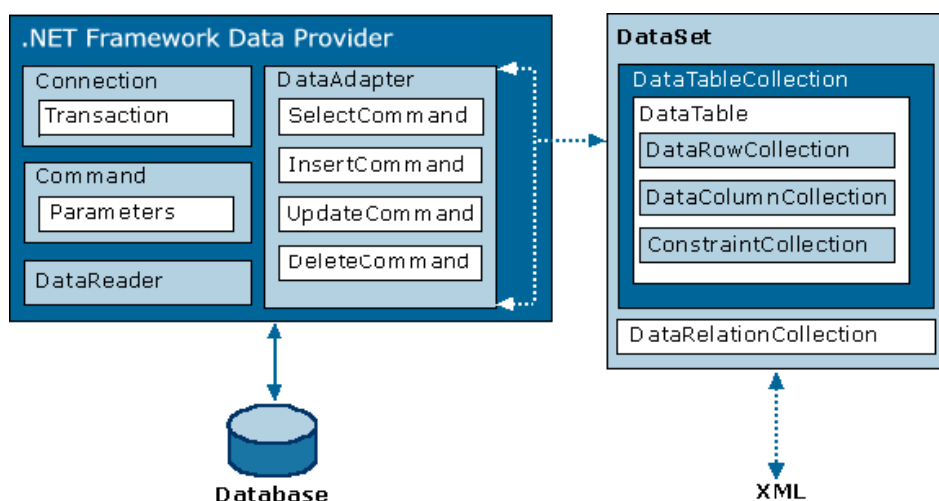 .NET Framework Data Provider
Connection
Transaction
Command
Parameters
DataReader
DataAdapter
SelectCommand
InsertCommand
UpdateCommand
DeleteCommand
Database
DataSet
DataTableCollection
DataTable
DataRowCollection
DataColumnCollection
ConstraintCollection
DataRelationCollection
XML